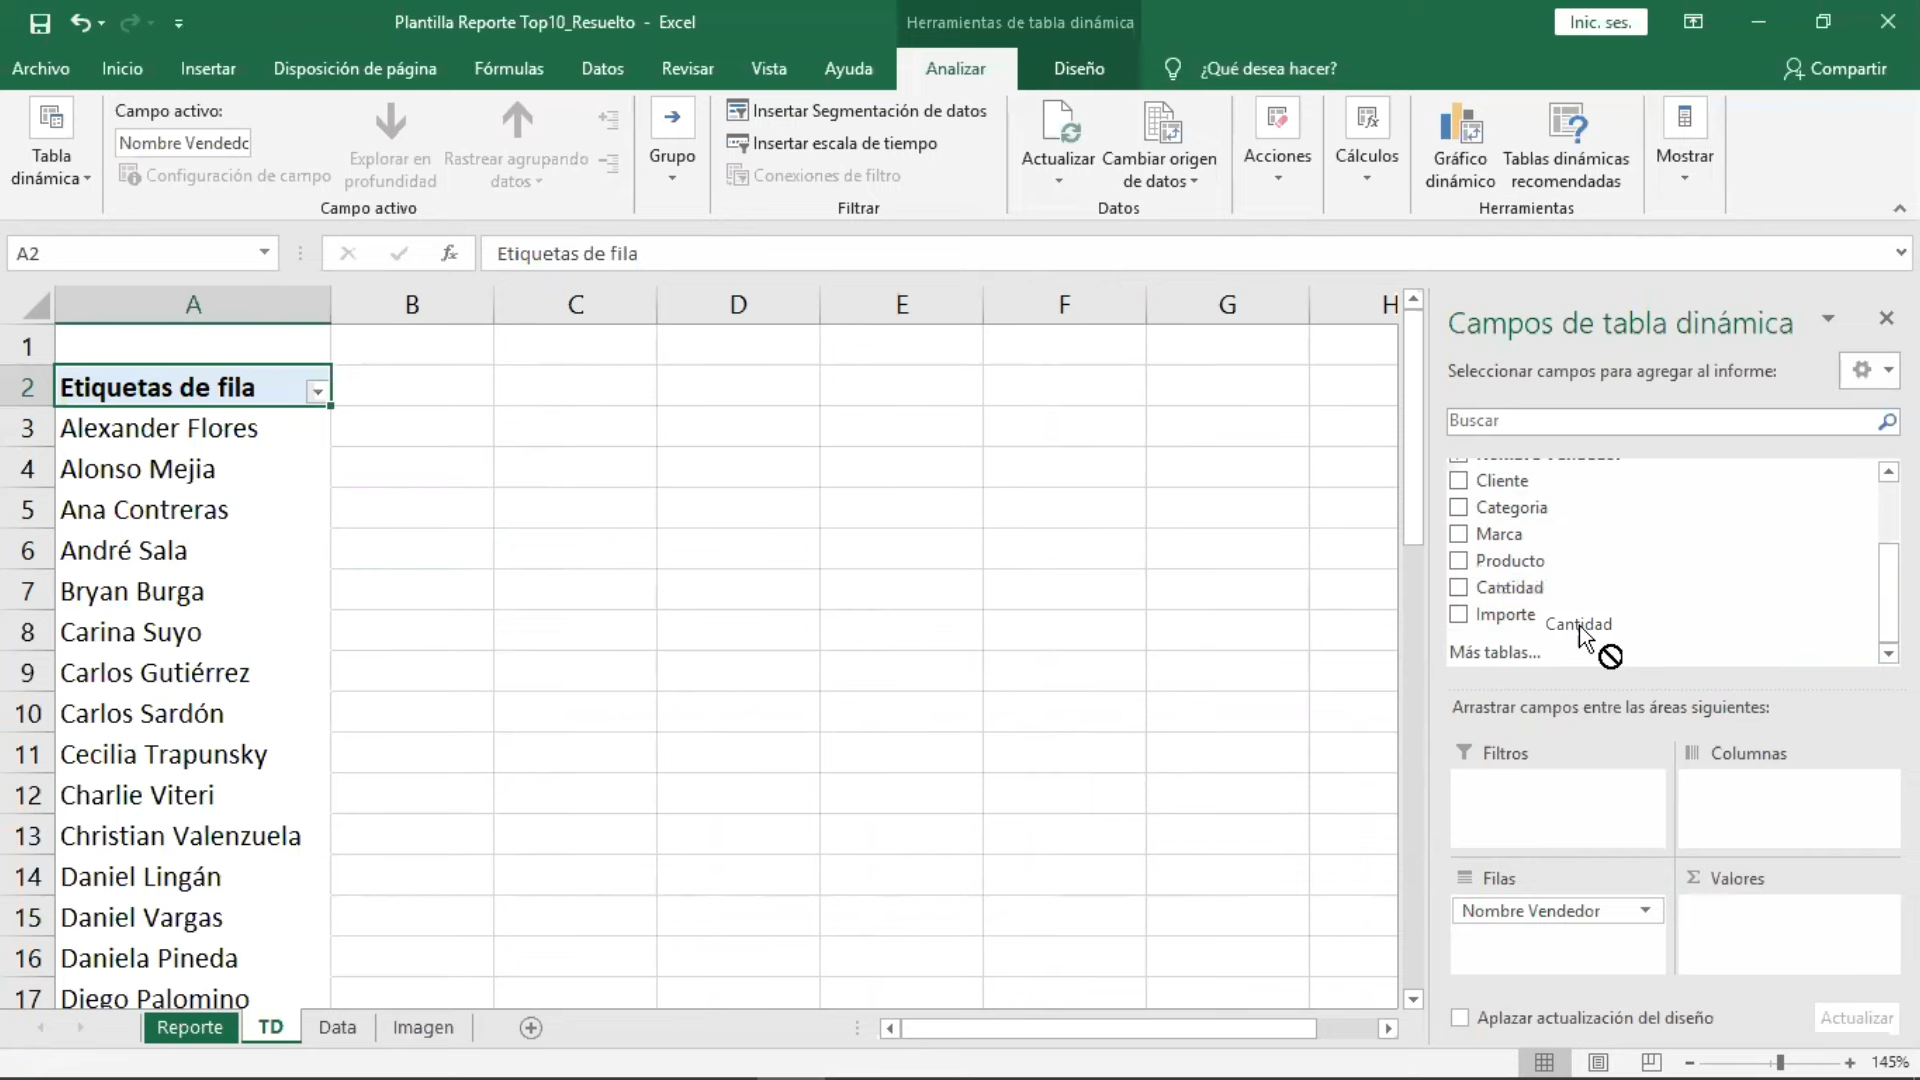 Plantilla Reporte Top10_Resuelto - Excel
Herramientas de tabla dinámica
Inic. ses.
Archivo
Inicio
Insertar
Disposición de página
Fórmulas
Datos
Revisar
Vista
Ayuda
Analizar
Diseño
¿Qué desea hacer?
Compartir
Tabla
dinámica
Campo activo:
Nombre Vendedc
Configuración de campo
Explorar en
profundidad
Rastrear agrupando
datos
Campo activo
Grupo
Insertar Segmentación de datos
Insertar escala de tiempo
Conexiones de filtro
Filtrar
Actualizar
Cambiar origen
de datos
Datos
Acciones
Cálculos
Gráfico
dinámico
Tablas dinámicas
recomendadas
Herramientas
Mostrar
A2
fx
Etiquetas de fila
A B C D E F G H
1
2 Etiquetas de fila
3 Alexander Flores
4 Alonso Mejia
5 Ana Contreras
6 André Sala
7 Bryan Burga
8 Carina Suyo
9 Carlos Gutiérrez
10 Carlos Sardón
11 Cecilia Trapunsky
12 Charlie Viteri
13 Christian Valenzuela
14 Daniel Lingán
15 Daniel Vargas
16 Daniela Pineda
17 Diego Palomino
Campos de tabla dinámica
Seleccionar campos para agregar al informe:
Buscar
Cliente
Categoria
Marca
Producto
Cantidad
Importe
Cantidad
Más tablas...
Arrastrar campos entre las áreas siguientes:
Filtros
Columnas
Filas
Σ Valores
Nombre Vendedor
Aplazar actualización del diseño
Actualizar
Reporte
TD
Data
Imagen
145%